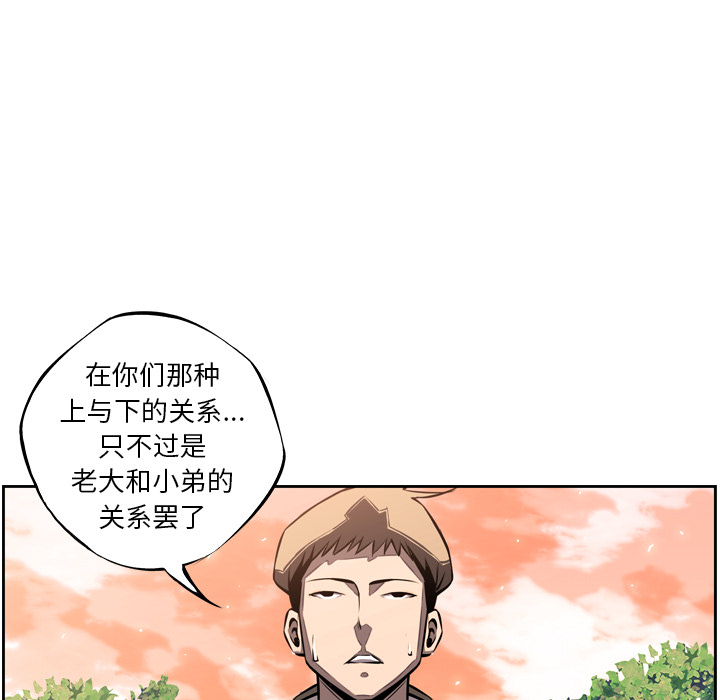 在你们那种
上与下的关系...
只不过是
老大和小弟的
关系罢了